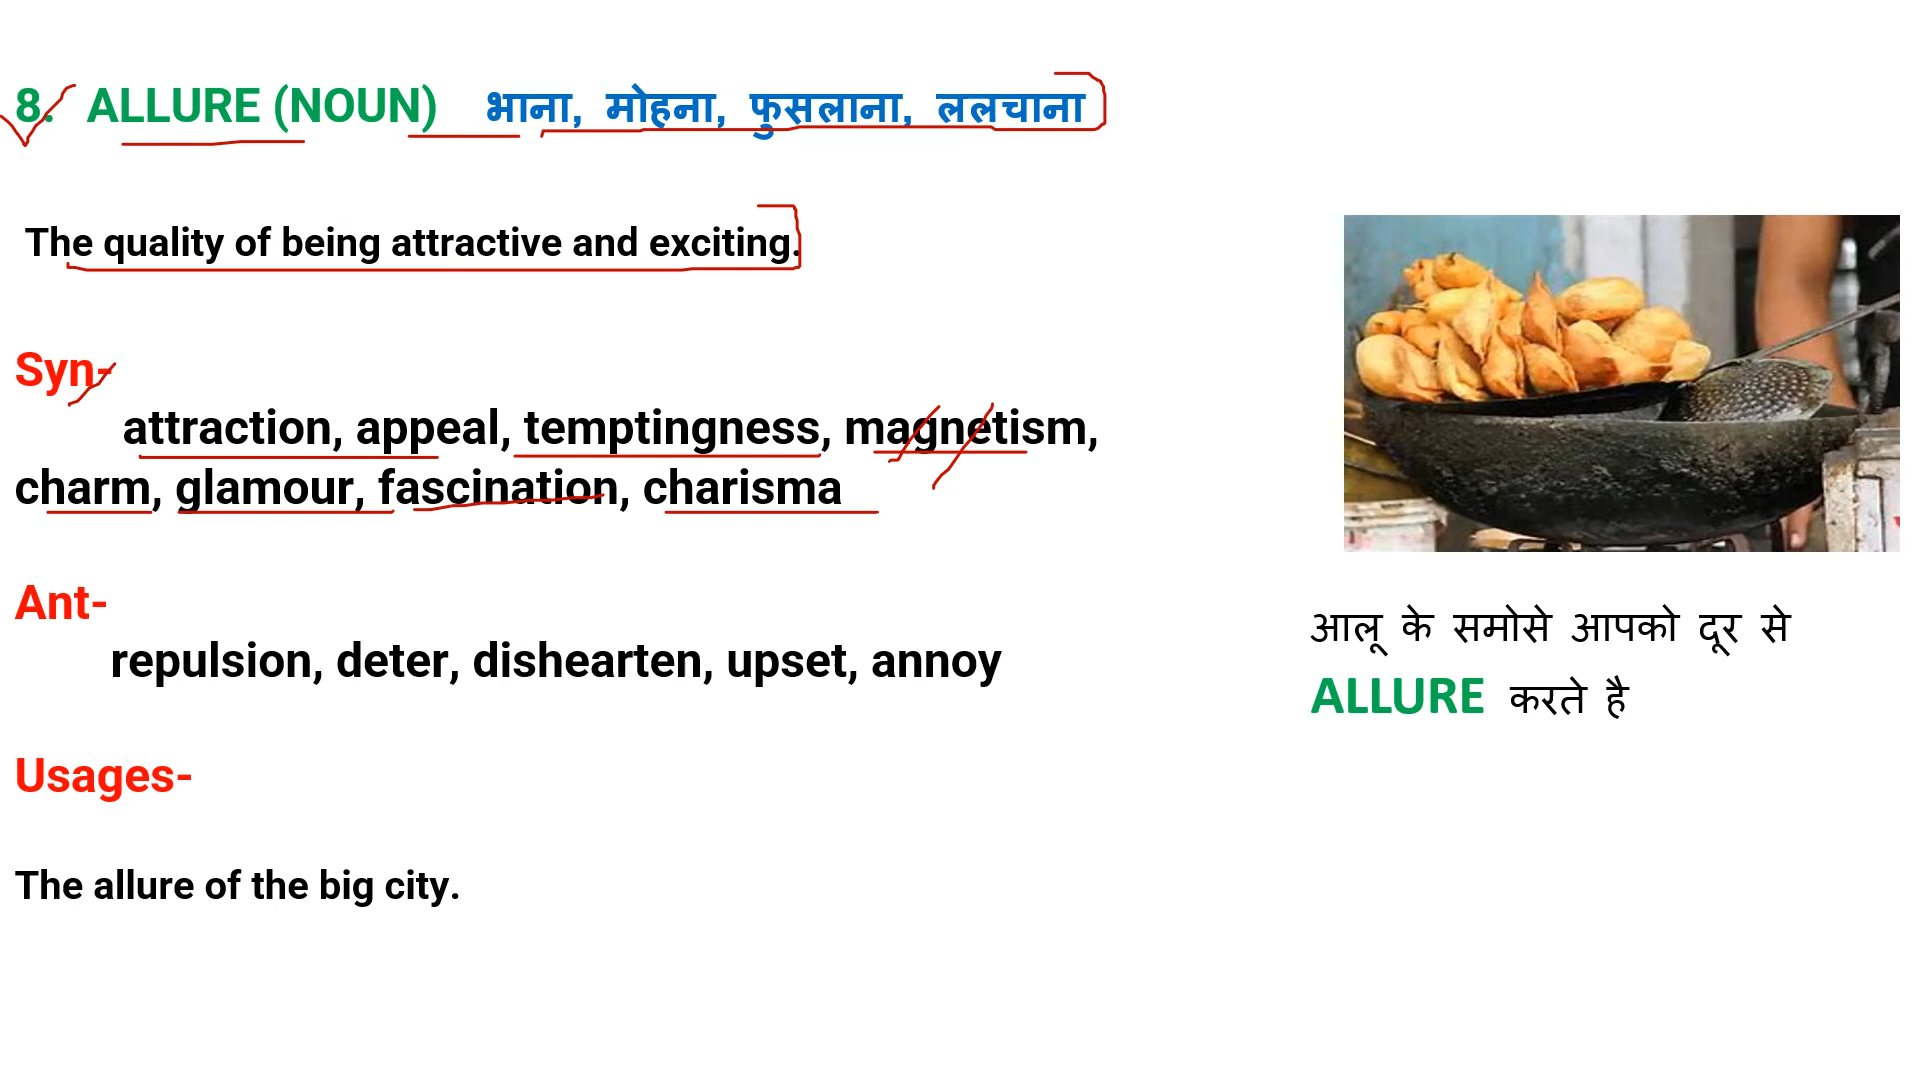 8. ALLURE (NOUN) भाना, मोहना, फुसलाना, ललचाना
The quality of being attractive and exciting.
Syn-
attraction, appeal, temptingness, magnetism,
charm, glamour, fascination, charisma
Ant-
repulsion, deter, dishearten, upset, annoy
Usages-
The allure of the big city.
आलू के समोसे आपको दूर से
ALLURE करते है